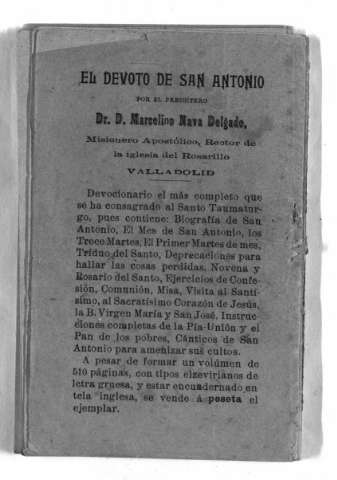 EL DEVOTO DE SAN ANTONIO
POR EL PRESBÍTERO
Dr. D. Marcelino Nava Delgado,
Misionero Apostólico, Rector de
la iglesia del Rosarillo
VALLADOLID
Devocionario el más completo que
se ha consagrado al Santo Taumatur-
go, pues contiene: Biografía de San
Antonio, El Mes de San Antonio, los
Trece Martes, El Primer Martes de mes,
Triduo del Santo, Deprecaciones para
hallar las cosas perdidas, Novena y
Rosario del Santo, Ejercicios de Confe-
sión, Comunión, Misa, Visita al Santí-
simo, al Sacratísimo Corazón de Jesús,
la B. Virgen María y San José, Instruc-
ciones completas de la Pía-Unión y el
Pan de los pobres, Cánticos de San
Antonio para amenizar sus cultos.
A pesar de formar un volúmen de
510 páginas, con tipos elzevirianos de
letra gruesa, y estar encuadernado en
tela inglesa, se vende á peseta el
ejemplar.